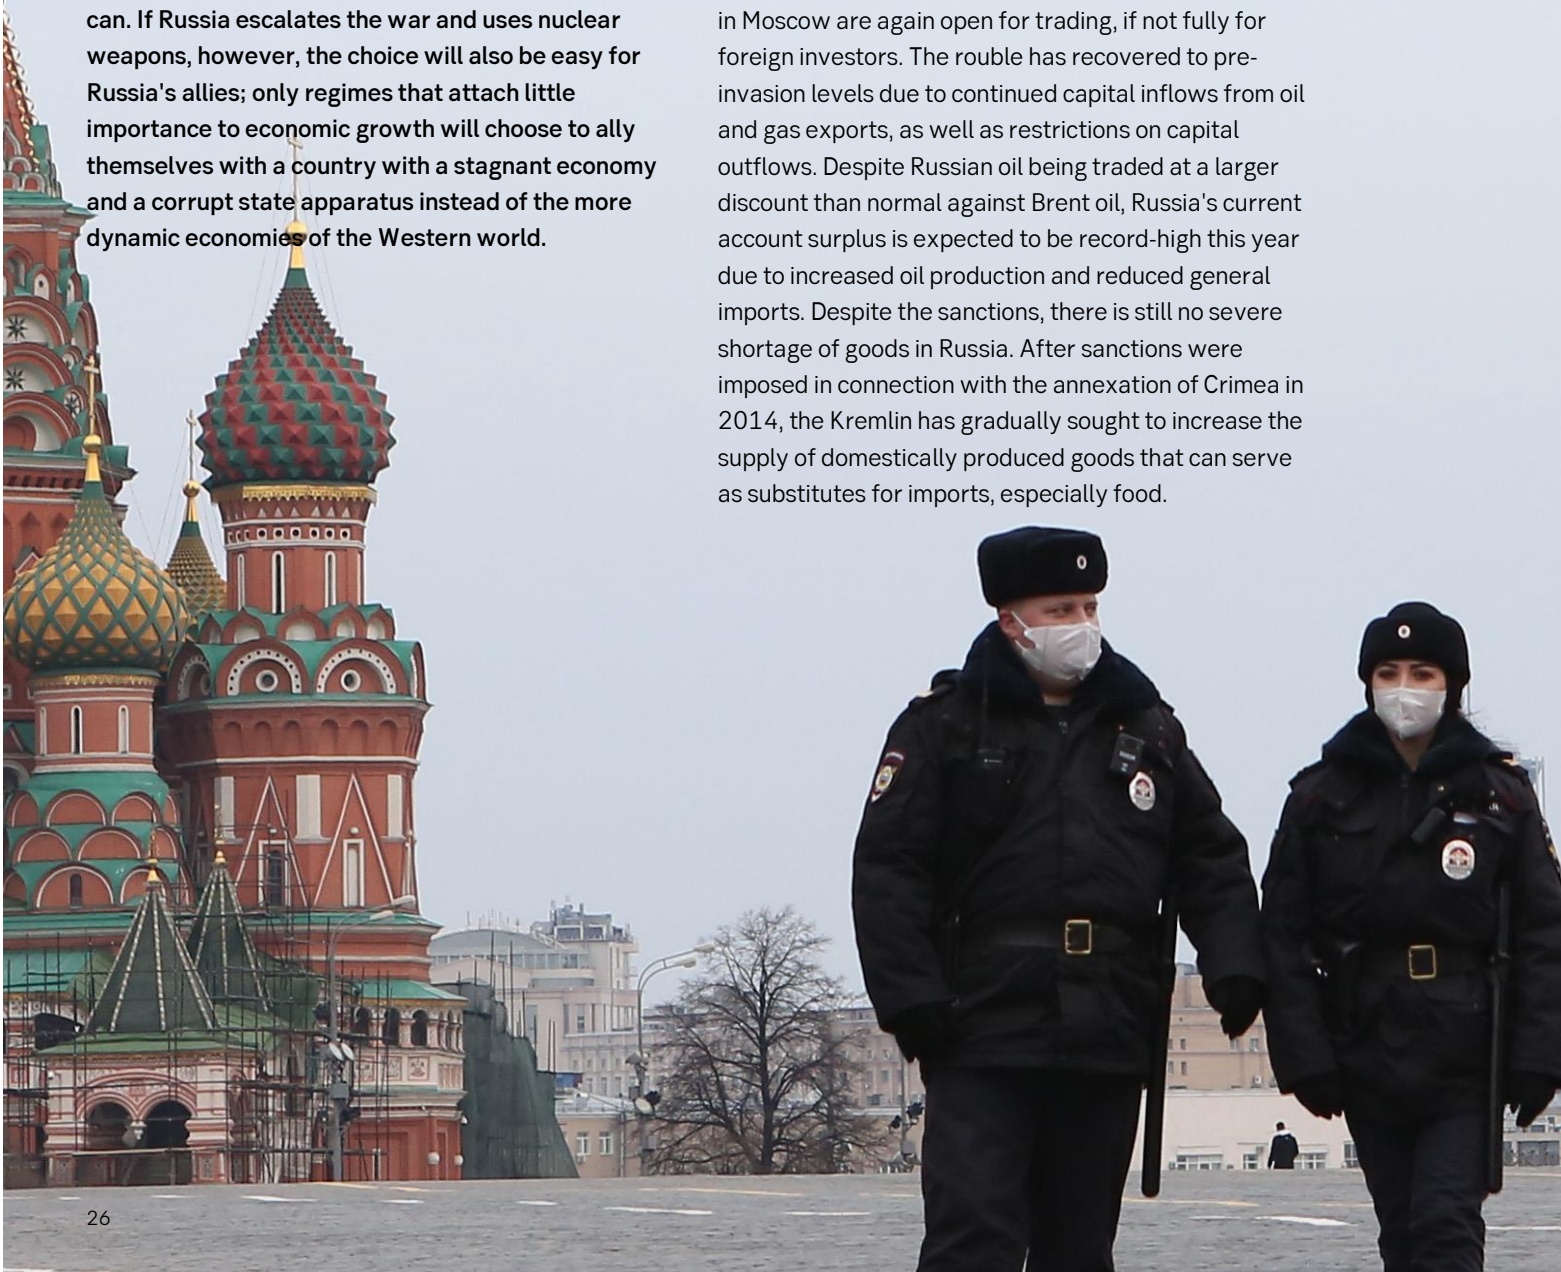 can. If Russia escalates the war and uses nuclear
weapons, however, the choice will also be easy for
Russia's allies; only regimes that attach little
importance to economic growth will choose to ally
themselves with a country with a stagnant economy
and a corrupt state apparatus instead of the more
dynamic economies of the Western world.
in Moscow are again open for trading, if not fully for
foreign investors. The rouble has recovered to pre-
invasion levels due to continued capital inflows from oil
and gas exports, as well as restrictions on capital
outflows. Despite Russian oil being traded at a larger
discount than normal against Brent oil, Russia's current
account surplus is expected to be record-high this year
due to increased oil production and reduced general
imports. Despite the sanctions, there is still no severe
shortage of goods in Russia. After sanctions were
imposed in connection with the annexation of Crimea in
2014, the Kremlin has gradually sought to increase the
supply of domestically produced goods that can serve
as substitutes for imports, especially food.
26